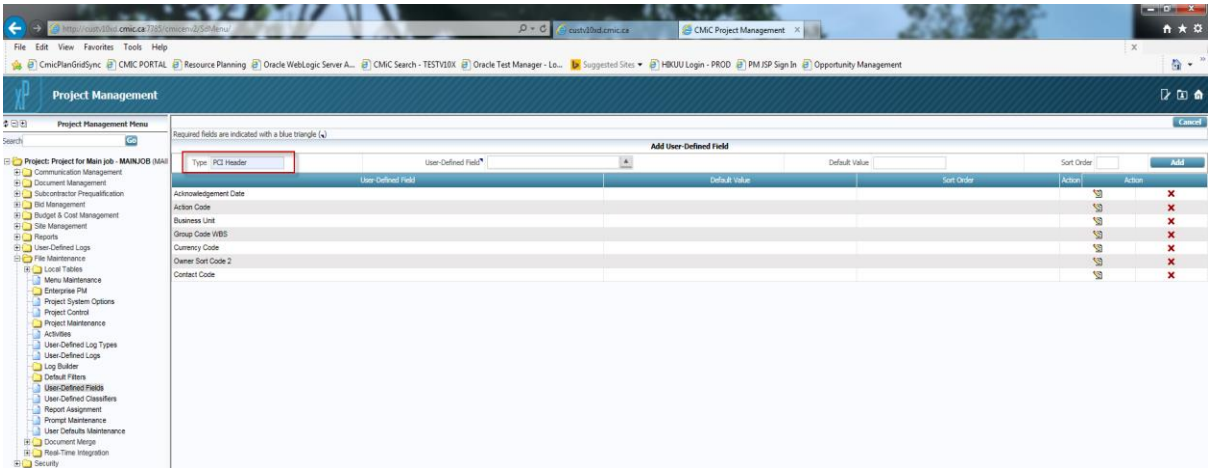 http://custv10xd.cmic.ca:7785/cmicenv2/SdMenu/
custv10xd.cmic.ca
CMiC Project Management
File Edit View Favorites Tools Help
CmicPlanGridSync CMIC PORTAL Resource Planning Oracle WebLogic Server A... CMiC Search - TESTV10X Oracle Test Manager - Lo... Suggested Sites HIKUU Login - PROD PM JSP Sign In Opportunity Management
xP Project Management
Project Management Menu
Cancel
Search Go
Required fields are indicated with a blue triangle ( )
Add User-Defined Field
Type PCI Header User-Defined Field Default Value Sort Order Add
User-Defined Field Default Value Sort Order Action Action
Acknowledgement Date
Action Code
Business Unit
Group Code WBS
Currency Code
Owner Sort Code 2
Contact Code
Project: Project for Main job - MAINJOB (MAI
Communication Management
Document Management
Subcontractor Prequalification
Bid Management
Budget & Cost Management
Site Management
Reports
User-Defined Logs
File Maintenance
Local Tables
Menu Maintenance
Enterprise PM
Project System Options
Project Control
Project Maintenance
Activities
User-Defined Log Types
User-Defined Logs
Log Builder
Default Filters
User-Defined Fields
User-Defined Classifiers
Report Assignment
Prompt Maintenance
User Defaults Maintenance
Document Merge
Real-Time Integration
Security